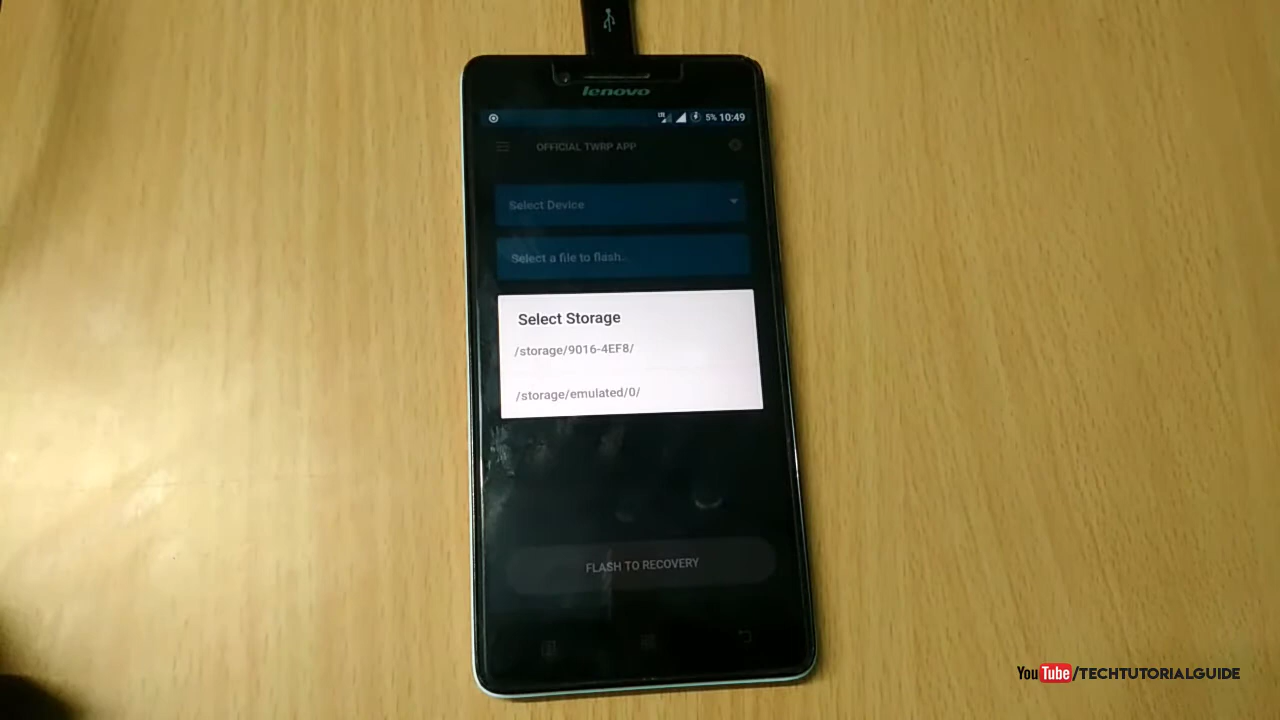 lenovo
LTE 5% 10:49
OFFICIAL TWRP APP
Select Device
Select a file to flash..
Select Storage
/storage/9016-4EF8/
/storage/emulated/0/
FLASH TO RECOVERY
YouTube/TECHTUTORIALGUIDE